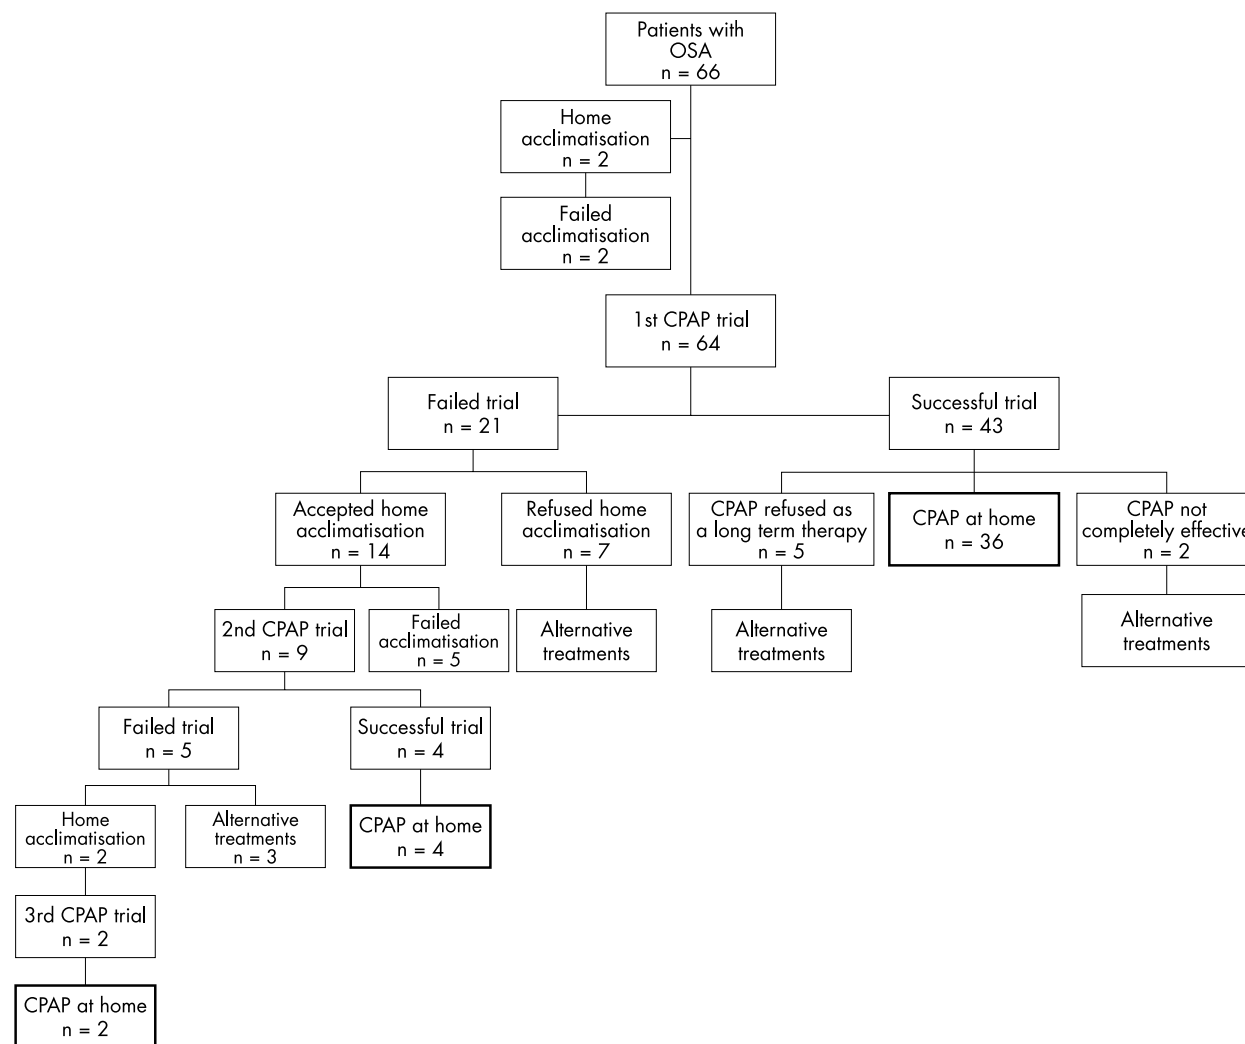 Patients with
OSA
n = 66
Home
acclimatisation
n = 2
Failed
acclimatisation
n = 2
1st CPAP trial
n = 64
Failed trial
n = 21
Successful trial
n = 43
Accepted home
acclimatisation
n = 14
Refused home
acclimatisation
n = 7
CPAP refused as
a long term therapy
n = 5
CPAP at home
n = 36
CPAP not
completely effective
n = 2
2nd CPAP trial
n = 9
Failed
acclimatisation
n = 5
Alternative
treatments
Alternative
treatments
Alternative
treatments
Failed trial
n = 5
Successful trial
n = 4
Home
acclimatisation
n = 2
Alternative
treatments
n = 3
CPAP at home
n = 4
3rd CPAP trial
n = 2
CPAP at home
n = 2